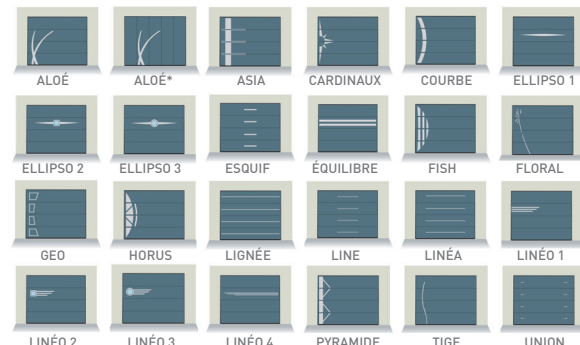 ALOÉ ALOÉ* ASIA CARDINAUX COURBE ELLIPSO 1
ELLIPSO 2 ELLIPSO 3 ESQUIF ÉQUILIBRE FISH FLORAL
GEO HORUS LIGNÉE LINE LINÉA LINÉO 1
LINÉO 2 LINÉO 3 LINÉO 4 PYRAMIDE TIGE UNION